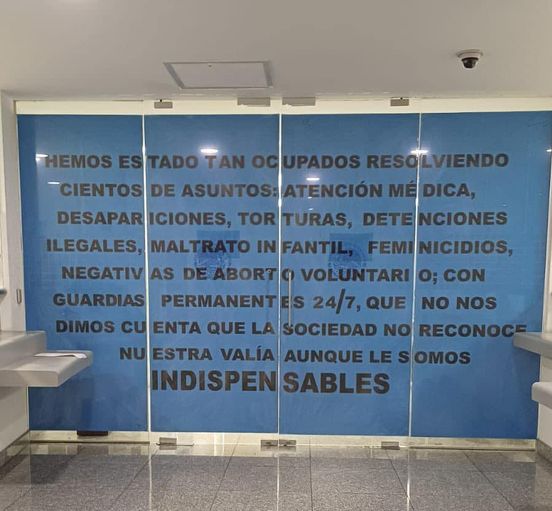 HEMOS ESTADO TAN OCUPADOS RESOLVIENDO
CIENTOS DE ASUNTOS: ATENCIÓN MÉDICA,
DESAPARICIONES, TORTURAS, DETENCIONES
ILEGALES, MALTRATO INFANTIL, FEMINICIDIOS,
NEGATIVAS DE ABORTO VOLUNTARIO; CON
GUARDIAS PERMANENTES 24/7, QUE NO NOS
DIMOS CUENTA QUE LA SOCIEDAD NO RECONOCE
NUESTRA VALÍA AUNQUE LE SOMOS
INDISPENSABLES